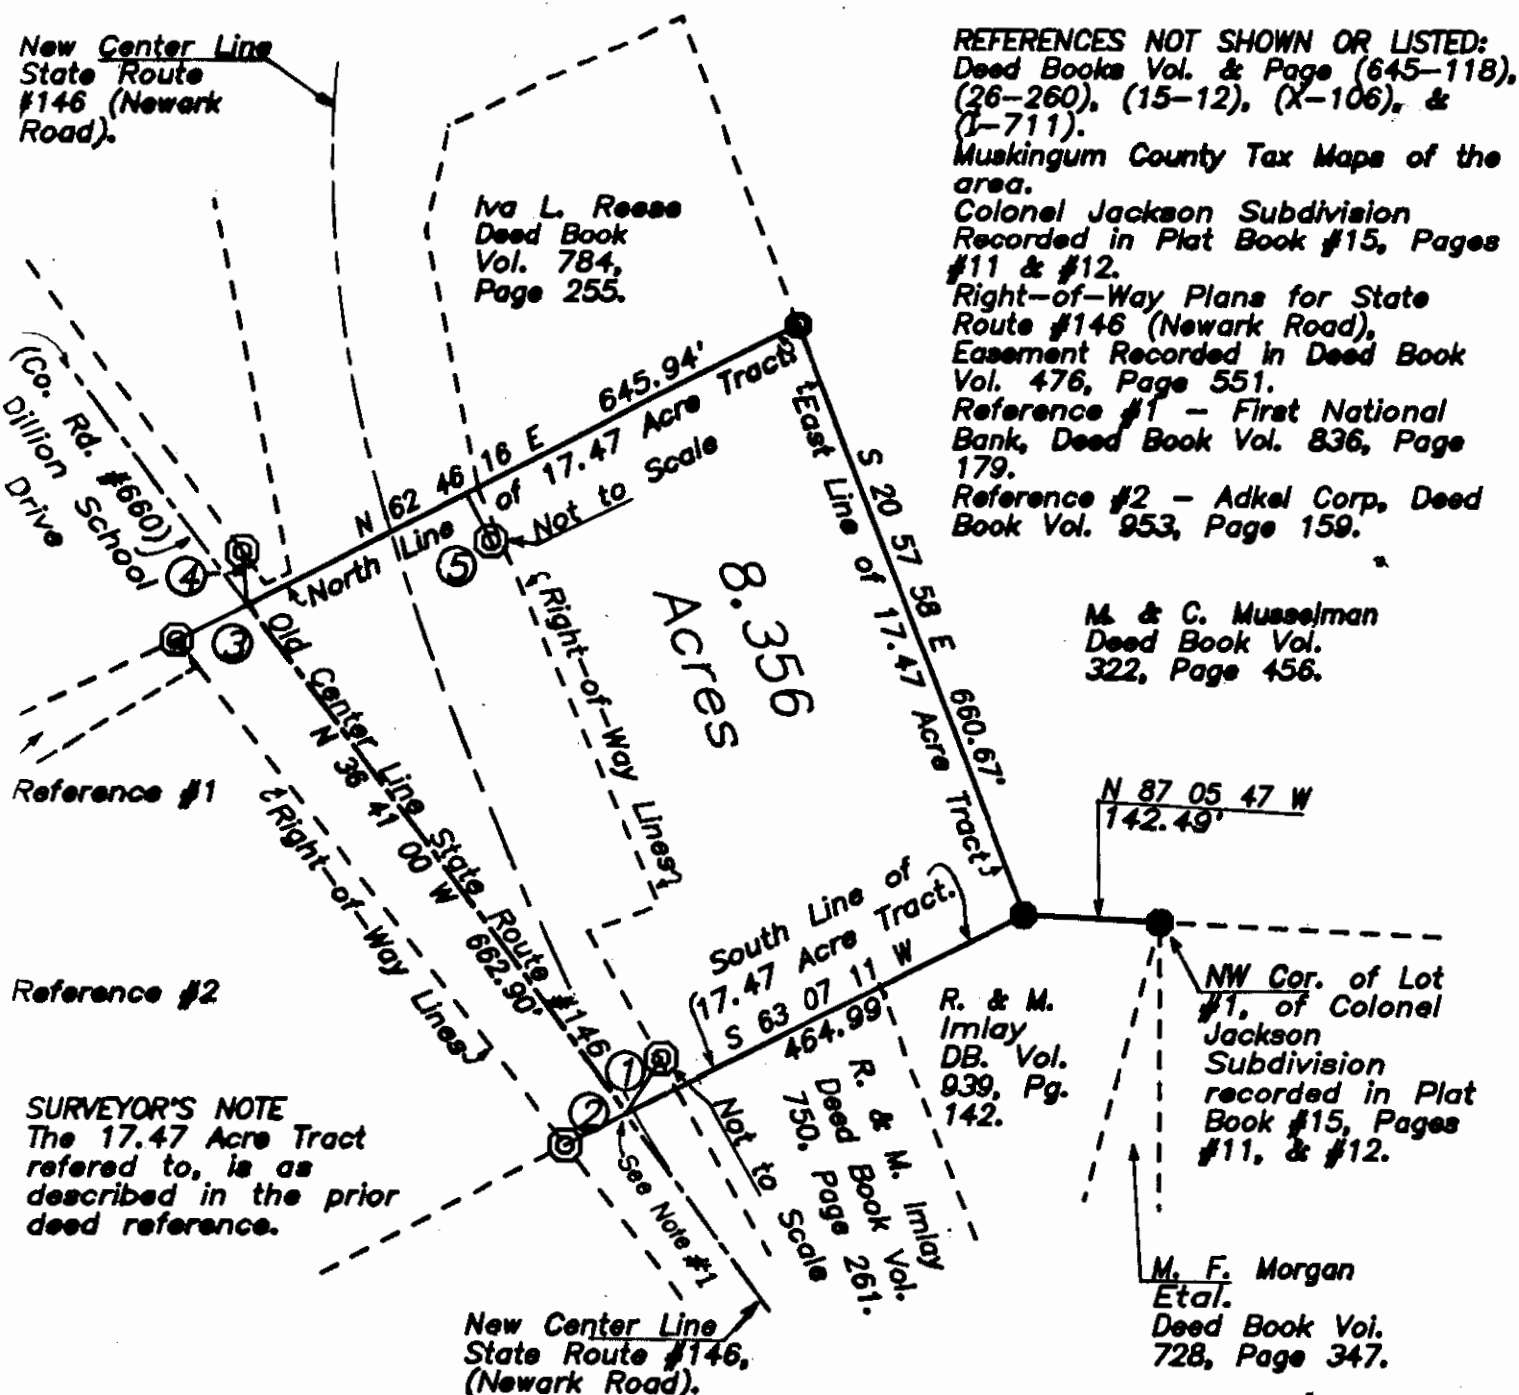 New Center Line
State Route
#146 (Newark
Road).
REFERENCES NOT SHOWN OR LISTED:
Deed Books Vol. & Page (645-118),
(26-260), (15-12), (X-106), &
(I-711).
Muskingum County Tax Maps of the
area.
Colonel Jackson Subdivision
Recorded in Plat Book #15, Pages
#11 & #12.
Right-of-Way Plans for State
Route #146 (Newark Road),
Easement Recorded in Deed Book
Vol. 476, Page 551.
Reference #1 - First National
Bank, Deed Book Vol. 836, Page
179.
Reference #2 - Adkel Corp, Deed
Book Vol. 953, Page 159.
Iva L. Reese
Deed Book
Vol. 784,
Page 255.
(Co. Rd. #660)
Dillion School
Drive
N 62 46 16 E 645.94'
North Line of 17.47 Acre Tract
Not to Scale
S 20 57 58 E 660.67'
East Line of 17.47 Acre Tract
8.356
Acres
M. & C. Musselman
Deed Book Vol.
322, Page 456.
4
3
5
Right-of-Way Lines
Old Center Line State Route #146
N 36 41 00 W 662.90'
Reference #1
Right-of-Way Lines
Reference #2
N 87 05 47 W
142.49'
South Line of
17.47 Acre Tract.
S 63 07 11 W
464.99
1
2
R. & M.
Imlay
DB. Vol.
939, Pg.
142.
NW Cor. of Lot
#1, of Colonel
Jackson
Subdivision
recorded in Plat
Book #15, Pages
#11, & #12.
SURVEYOR'S NOTE
The 17.47 Acre Tract
refered to, is as
described in the prior
deed reference.
See Note #1
Not to Scale
R. & M. Imlay
Deed Book Vol.
750, Page 261.
M. F. Morgan
Etal.
Deed Book Vol.
728, Page 347.
New Center Line
State Route #146,
(Newark Road).